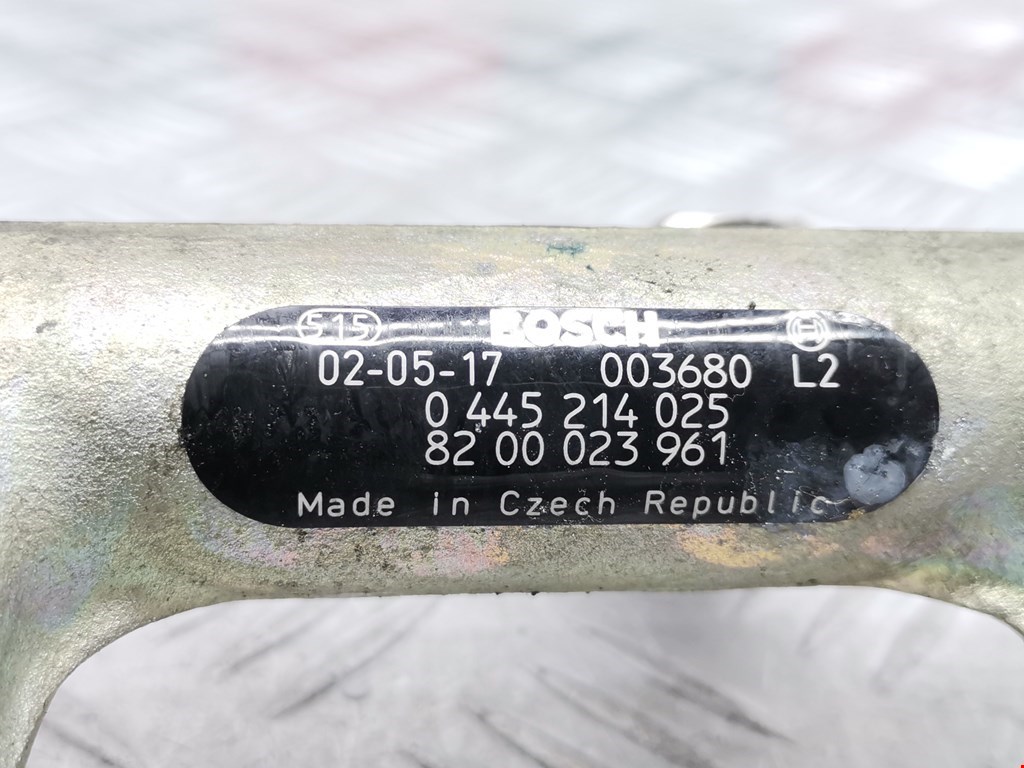 515 BOSCH
02-05-17 003680 L2
0 445 214 025
82 00 023 961
Made in Czech Republic